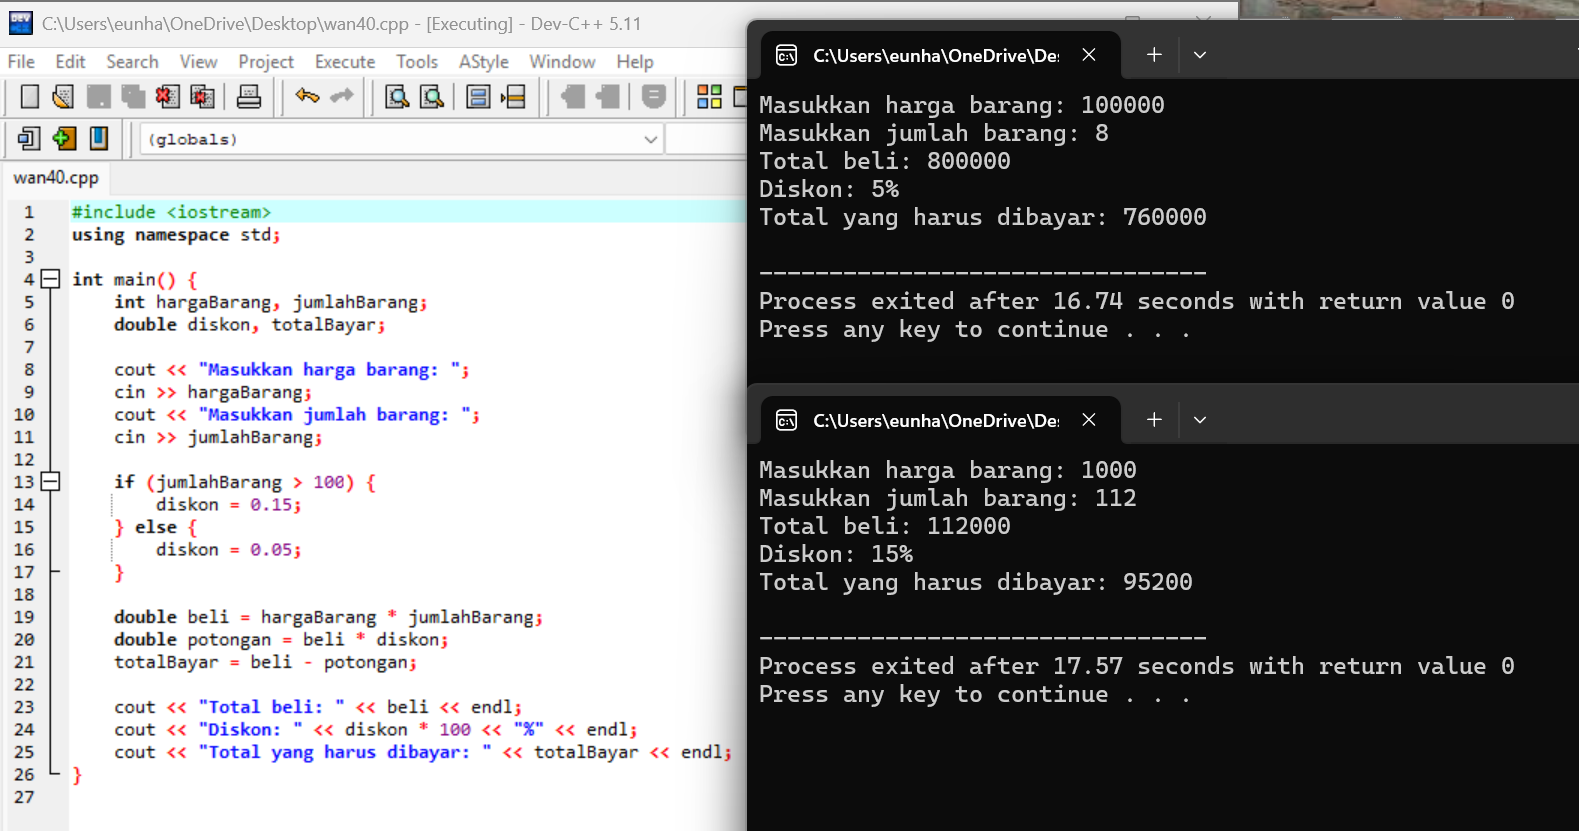 C:\Users\eunha\OneDrive\Desktop\wan40.cpp - [Executing] - Dev-C++ 5.11
File Edit Search View Project Execute Tools AStyle Window Help
(globals)
wan40.cpp
1 #include <iostream>
2 using namespace std;
3
4 int main() {
5     int hargaBarang, jumlahBarang;
6     double diskon, totalBayar;
7
8     cout << "Masukkan harga barang: ";
9     cin >> hargaBarang;
10     cout << "Masukkan jumlah barang: ";
11     cin >> jumlahBarang;
12
13     if (jumlahBarang > 100) {
14         diskon = 0.15;
15     } else {
16         diskon = 0.05;
17     }
18
19     double beli = hargaBarang * jumlahBarang;
20     double potongan = beli * diskon;
21     totalBayar = beli - potongan;
22
23     cout << "Total beli: " << beli << endl;
24     cout << "Diskon: " << diskon * 100 << "%" << endl;
25     cout << "Total yang harus dibayar: " << totalBayar << endl;
26 }
27
C:\Users\eunha\OneDrive\De:
Masukkan harga barang: 100000
Masukkan jumlah barang: 8
Total beli: 800000
Diskon: 5%
Total yang harus dibayar: 760000
--------------------------------
Process exited after 16.74 seconds with return value 0
Press any key to continue . . .
C:\Users\eunha\OneDrive\De:
Masukkan harga barang: 1000
Masukkan jumlah barang: 112
Total beli: 112000
Diskon: 15%
Total yang harus dibayar: 95200
--------------------------------
Process exited after 17.57 seconds with return value 0
Press any key to continue . . .